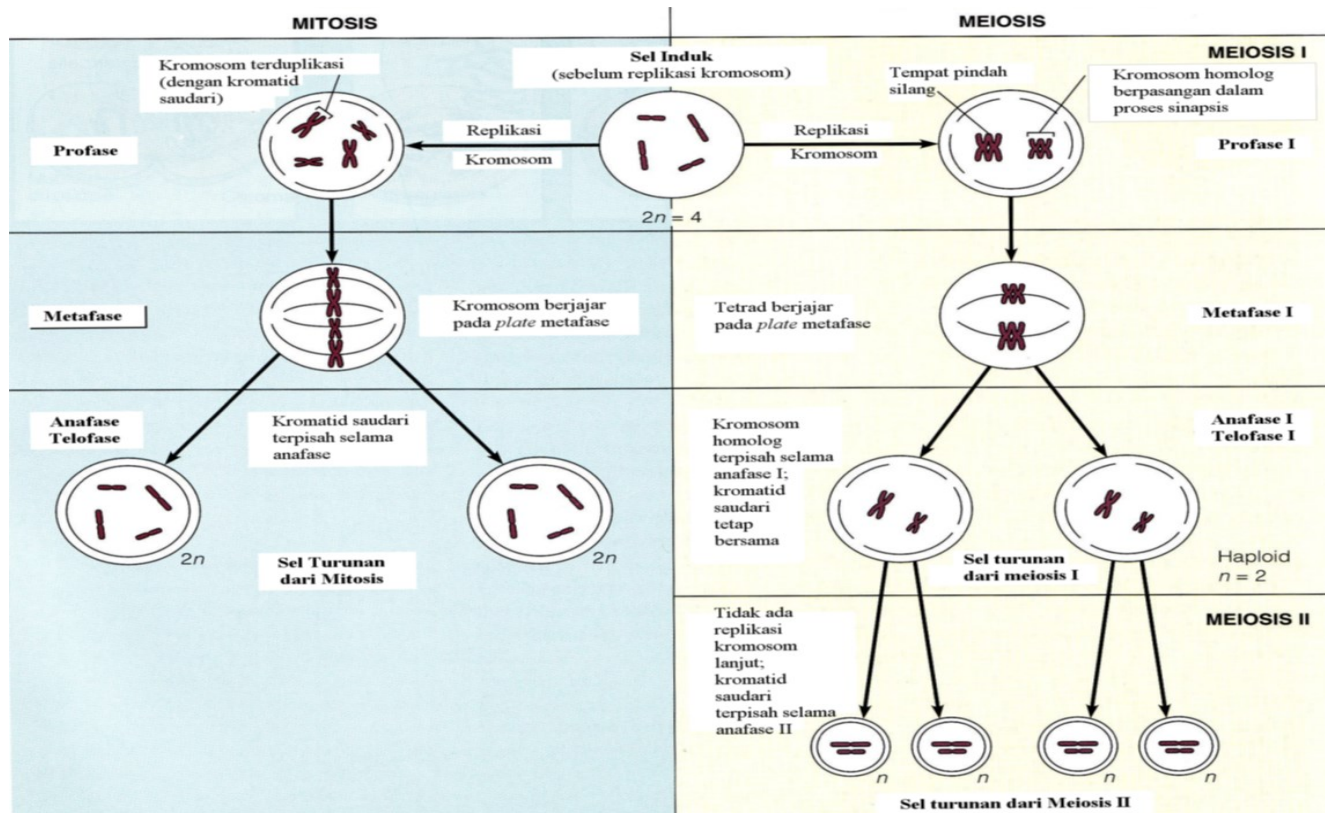 MITOSIS
MEIOSIS
Kromosom terduplikasi
(dengan kromatid
saudari)
Sel Induk
(sebelum replikasi kromosom)
MEIOSIS I
Tempat pindah
silang
Kromosom homolog
berpasangan dalam
proses sinapsis
Profase
Replikasi
Kromosom
Replikasi
Kromosom
Profase I
2n = 4
Metafase
Kromosom berjajar
pada plate metafase
Tetrad berjajar
pada plate metafase
Metafase I
Anafase
Telofase
Kromatid saudari
terpisah selama
anafase
2n
2n
Sel Turunan
dari Mitosis
Kromosom
homolog
terpisah selama
anafase I;
kromatid
saudari
tetap
bersama
Anafase I
Telofase I
Sel turunan
dari meiosis I
Haploid
n = 2
MEIOSIS II
Tidak ada
replikasi
kromosom
lanjut;
kromatid
saudari
terpisah selama
anafase II
n
n
n
n
Sel turunan dari Meiosis II